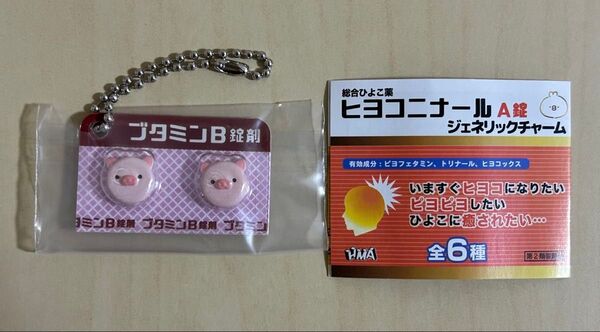 ブタミンB錠剤
ブタミンB錠剤 ブタミンB錠剤 ブタミン
総合ひよこ薬
ヒヨコニナール A錠
ジェネリックチャーム
有効成分：ピヨフェタミン、トリナール、ヒヨコックス
いますぐヒヨコになりたい
ピヨピヨしたい
ひよこに癒されたい…
HMA
全6種